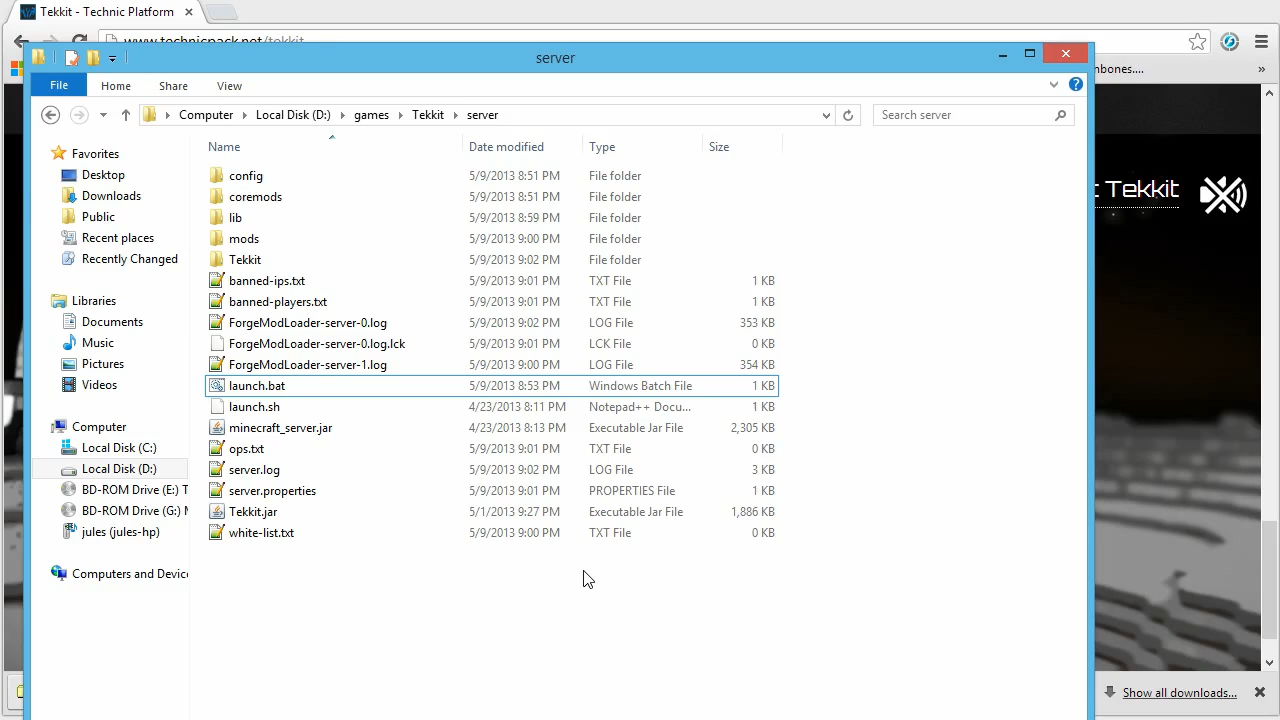 Tekkit - Technic Platform
www.technicpack.net/tekkit
server
File Home Share View
Computer Local Disk (D:) games Tekkit server
Search server
Name Date modified Type Size
Favorites
Desktop
Downloads
Public
Recent places
Recently Changed
Libraries
Documents
Music
Pictures
Videos
Computer
Local Disk (C:)
Local Disk (D:)
BD-ROM Drive (E:) T
BD-ROM Drive (G:) M
jules (jules-hp)
Computers and Device
config 5/9/2013 8:51 PM File folder
coremods 5/9/2013 8:51 PM File folder
lib 5/9/2013 8:59 PM File folder
mods 5/9/2013 9:00 PM File folder
Tekkit 5/9/2013 9:02 PM File folder
banned-ips.txt 5/9/2013 9:01 PM TXT File 1 KB
banned-players.txt 5/9/2013 9:01 PM TXT File 1 KB
ForgeModLoader-server-0.log 5/9/2013 9:02 PM LOG File 353 KB
ForgeModLoader-server-0.log.lck 5/9/2013 9:01 PM LCK File 0 KB
ForgeModLoader-server-1.log 5/9/2013 9:00 PM LOG File 354 KB
launch.bat 5/9/2013 8:53 PM Windows Batch File 1 KB
launch.sh 4/23/2013 8:11 PM Notepad++ Docu... 1 KB
minecraft_server.jar 4/23/2013 8:13 PM Executable Jar File 2,305 KB
ops.txt 5/9/2013 9:01 PM TXT File 0 KB
server.log 5/9/2013 9:02 PM LOG File 3 KB
server.properties 5/9/2013 9:01 PM PROPERTIES File 1 KB
Tekkit.jar 5/1/2013 9:27 PM Executable Jar File 1,886 KB
white-list.txt 5/9/2013 9:00 PM TXT File 0 KB
mbones....
t Tekkit
Show all downloads...